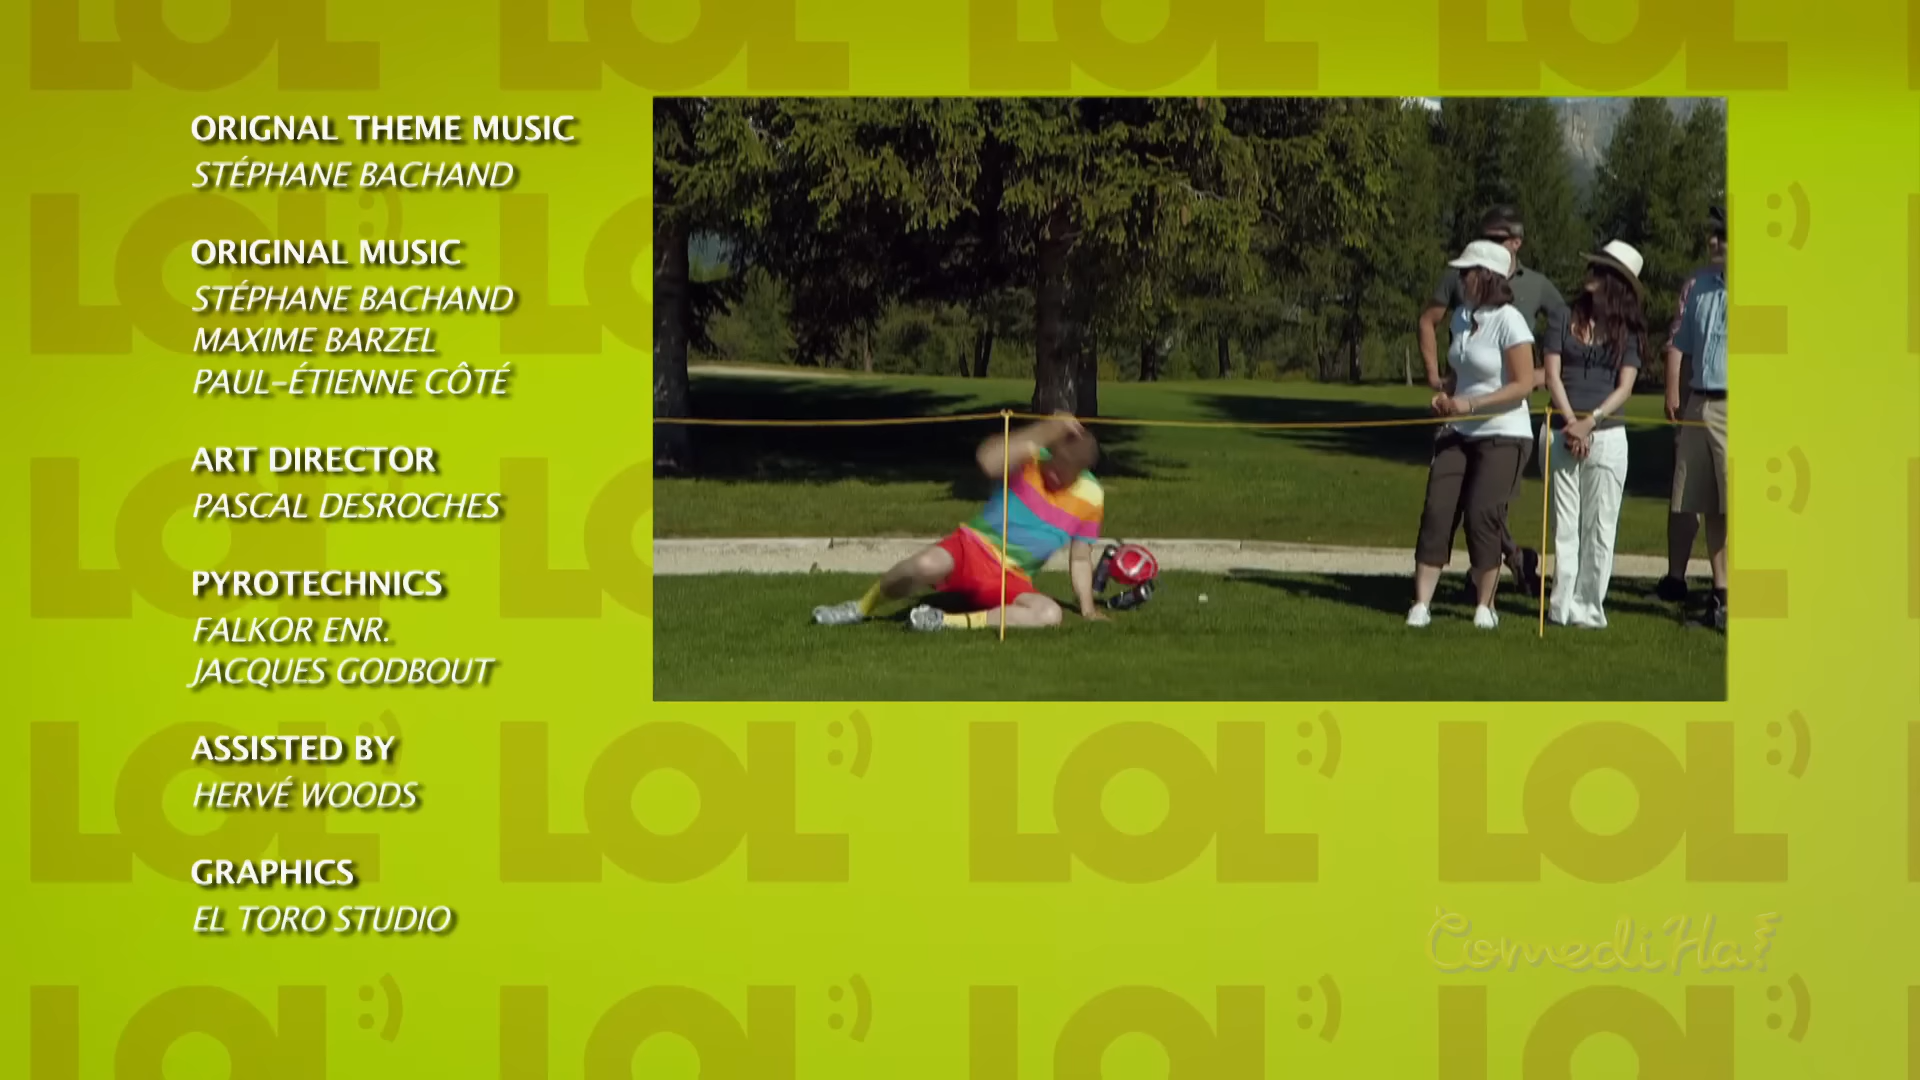 ORIGNAL THEME MUSIC
STÉPHANE BACHAND
ORIGINAL MUSIC
STÉPHANE BACHAND
MAXIME BARZEL
PAUL-ÉTIENNE CÔTÉ
ART DIRECTOR
PASCAL DESROCHES
PYROTECHNICS
FALKOR ENR.
JACQUES GODBOUT
ASSISTED BY
HERVÉ WOODS
GRAPHICS
EL TORO STUDIO
ComediHa!
LOL :)